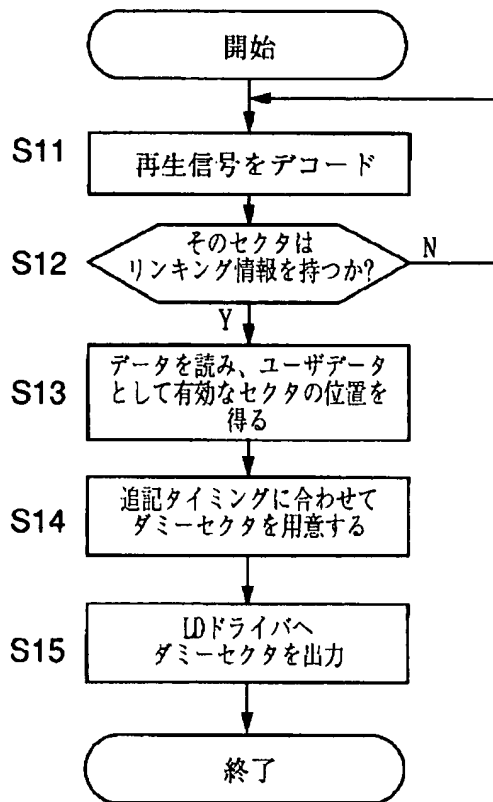 開始
S11
再生信号をデコード
S12
そのセクタは
リンキング情報を持つか?
N
Y
S13
データを読み、ユーザデータ
として有効なセクタの位置を
得る
S14
追記タイミングに合わせて
ダミーセクタを用意する
S15
LDドライバへ
ダミーセクタを出力
終了